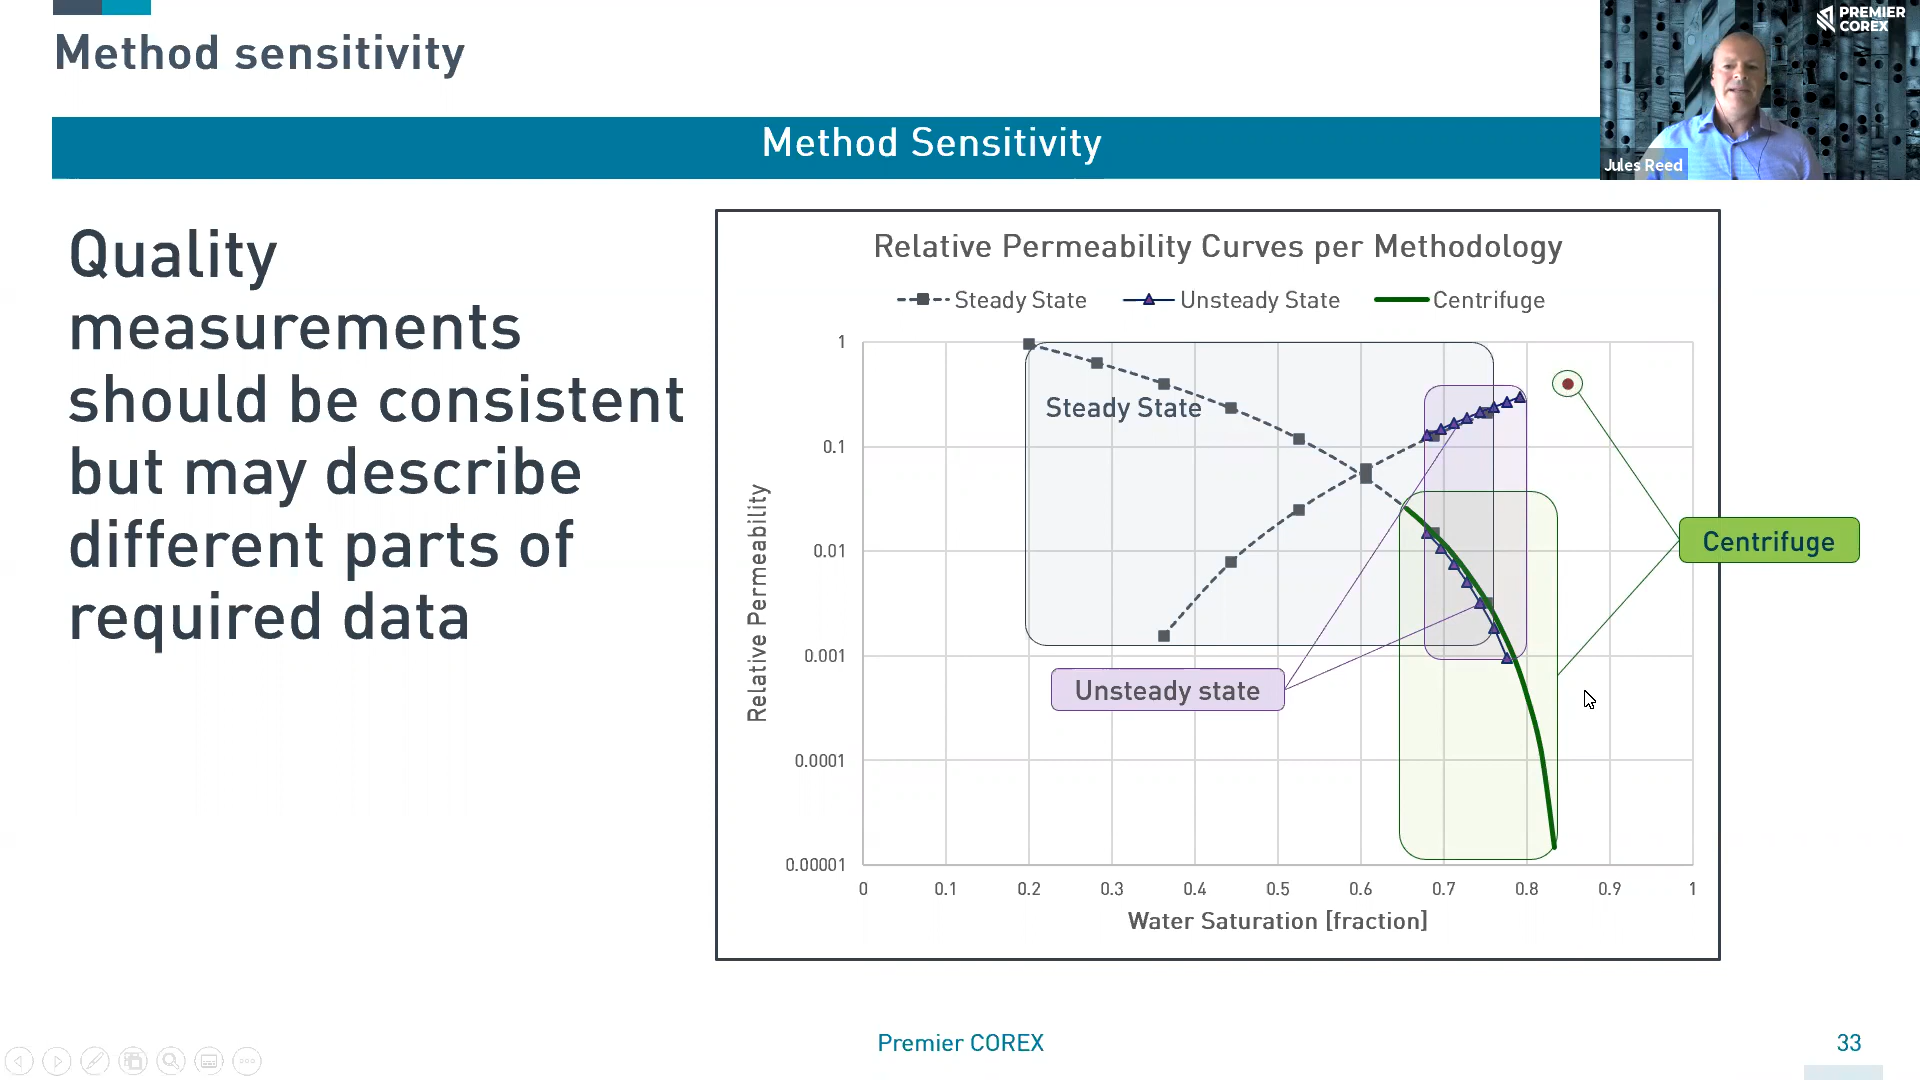 Method sensitivity
PREMIER
COREX
Method Sensitivity
Jules Reed
Quality
measurements
should be consistent
but may describe
different parts of
required data
Relative Permeability Curves per Methodology
Steady State
Unsteady State
Centrifuge
1
0.1
0.01
0.001
0.0001
0.00001
Relative Permeability
Steady State
Unsteady state
Centrifuge
0 0.1 0.2 0.3 0.4 0.5 0.6 0.7 0.8 0.9 1
Water Saturation [fraction]
Premier COREX
33